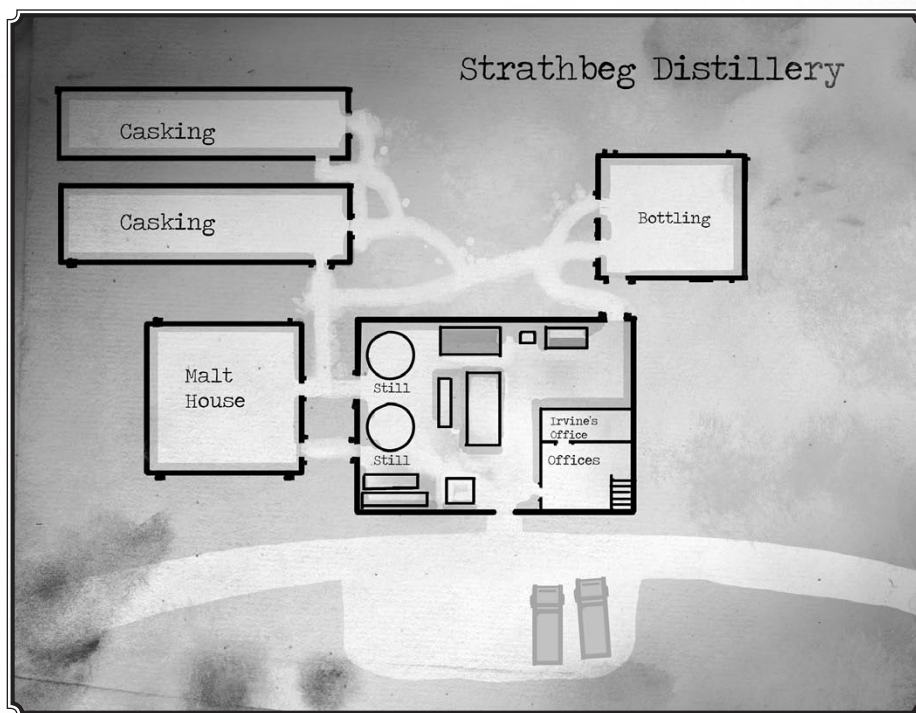 Strathbeg Distillery
Casking
Casking
Bottling
Malt
House
Still
Still
Irvine's
Office
Offices